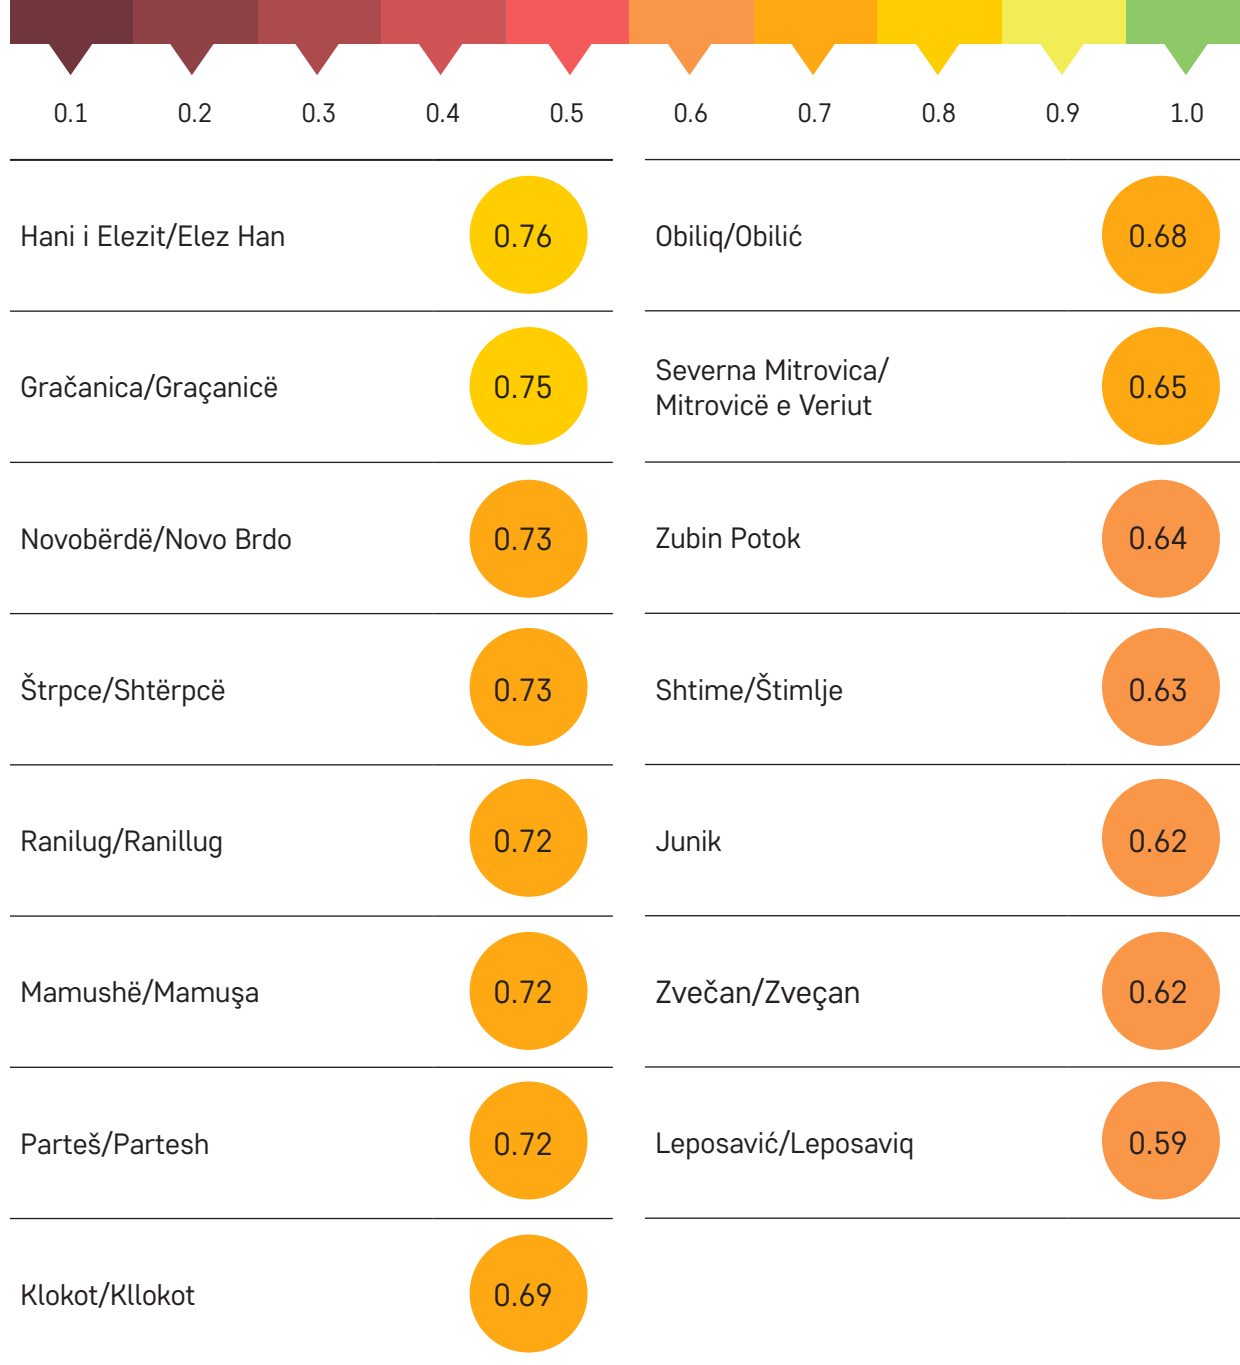 0.1 0.2 0.3 0.4 0.5 0.6 0.7 0.8 0.9 1.0
Hani i Elezit/Elez Han 0.76
Gračanica/Graçanicë 0.75
Novobërdë/Novo Brdo 0.73
Štrpce/Shtërpcë 0.73
Ranilug/Ranillug 0.72
Mamushë/Mamuşa 0.72
Parteš/Partesh 0.72
Klokot/Kllokot 0.69
Obiliq/Obilić 0.68
Severna Mitrovica/
Mitrovicë e Veriut 0.65
Zubin Potok 0.64
Shtime/Štimlje 0.63
Junik 0.62
Zvečan/Zveçan 0.62
Leposavić/Leposaviq 0.59